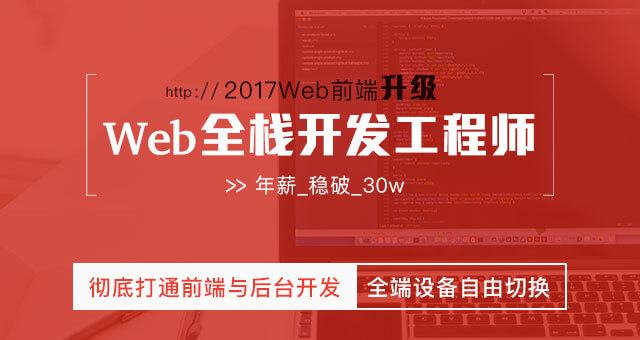 http://2017Web前端升级
Web全栈开发工程师
>> 年薪_稳破_30w
彻底打通前端与后台开发 全端设备自由切换